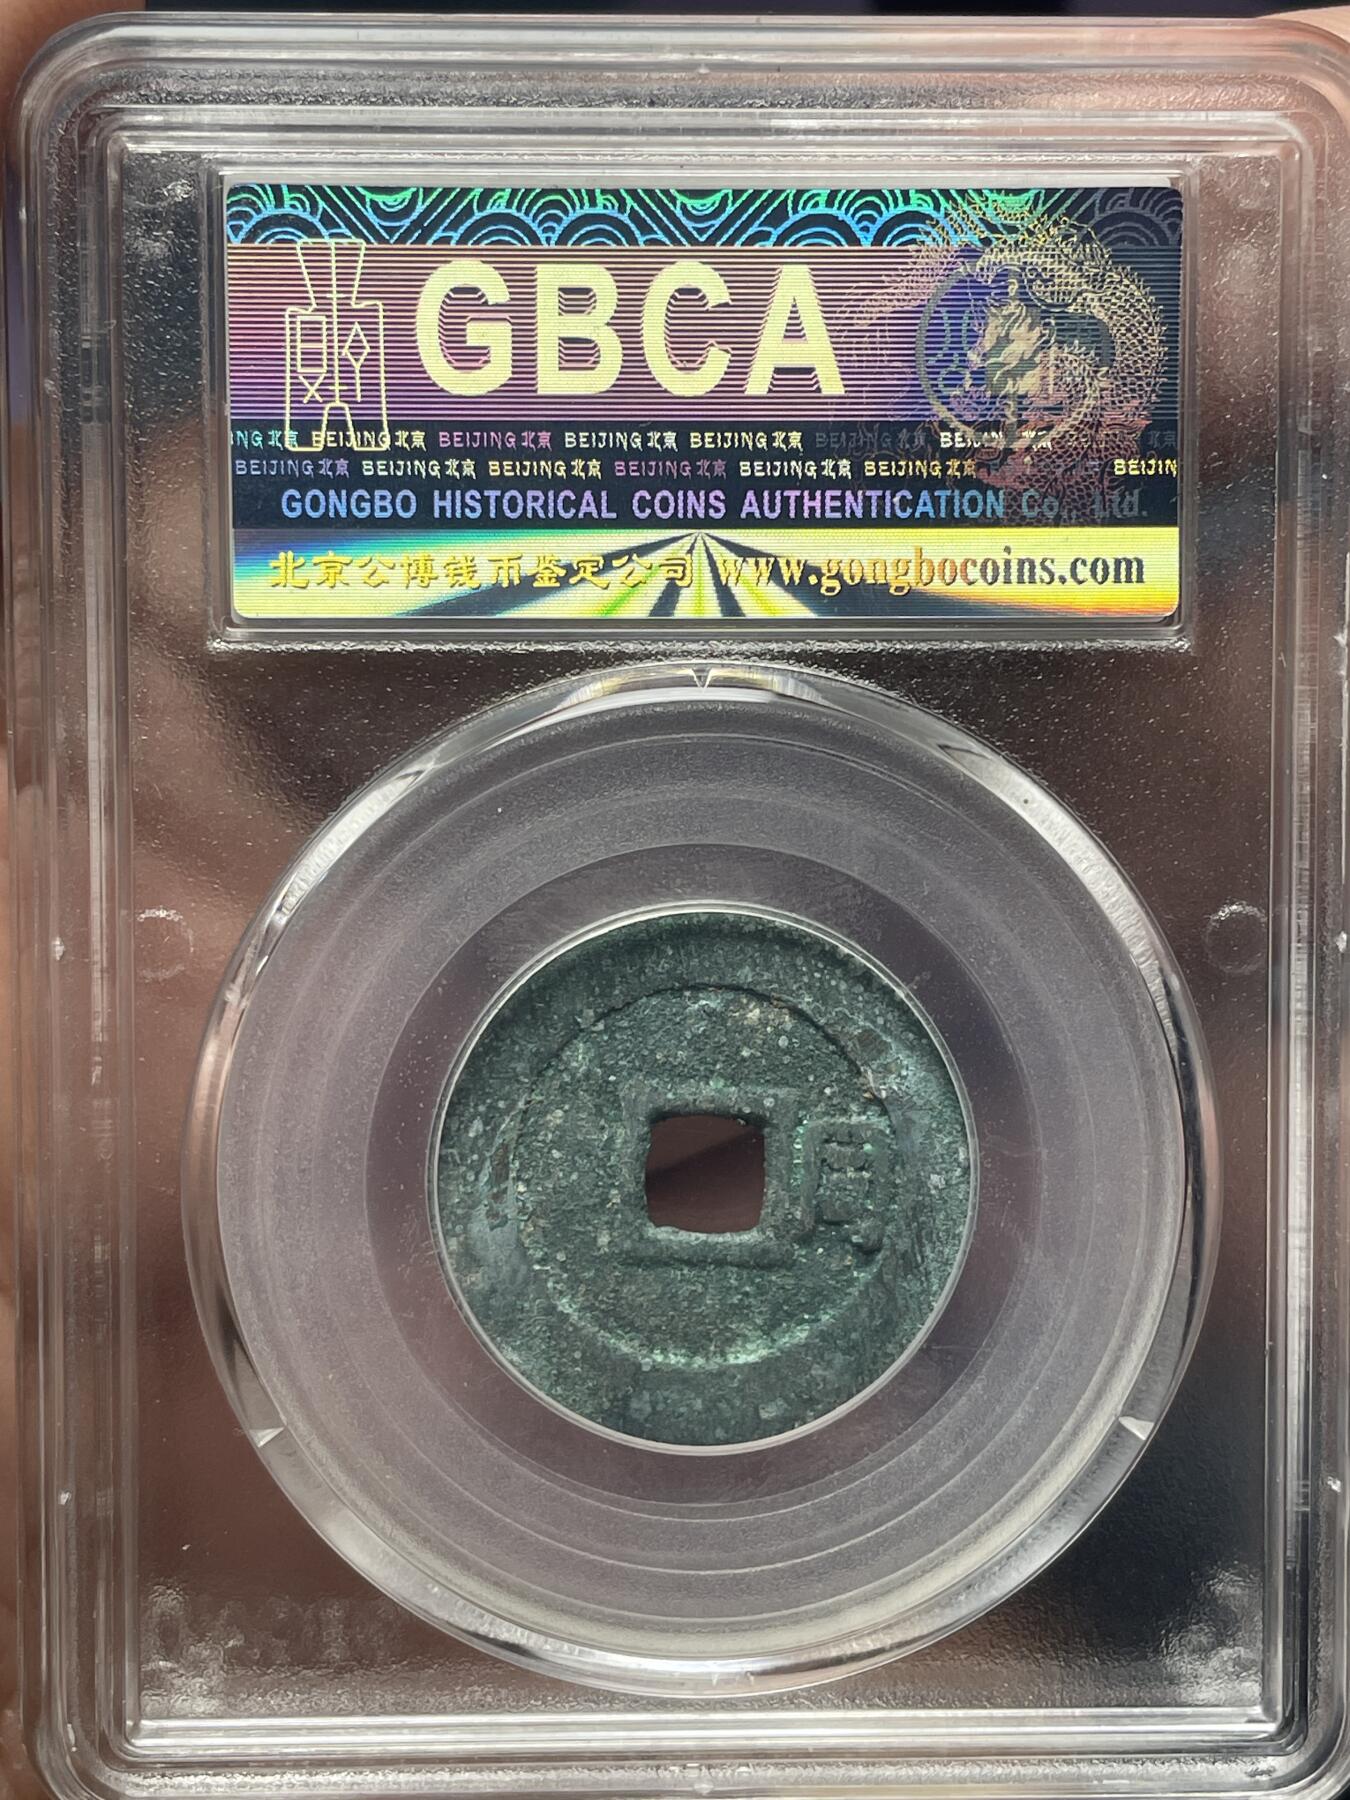 GBCA
NG北京 BEIJING北京 BEIJING北京 BEIJING北京 BEIJING北京 BEIJING北京
BEIJING北京 BEIJING北京 BEIJING北京 BEIJING北京 BEIJING北京 BEIJING北京 BEIJIN
GONGBO HISTORICAL COINS AUTHENTICATION Co., Ltd.
北京公博钱币鉴定公司 www.gongbocoins.com